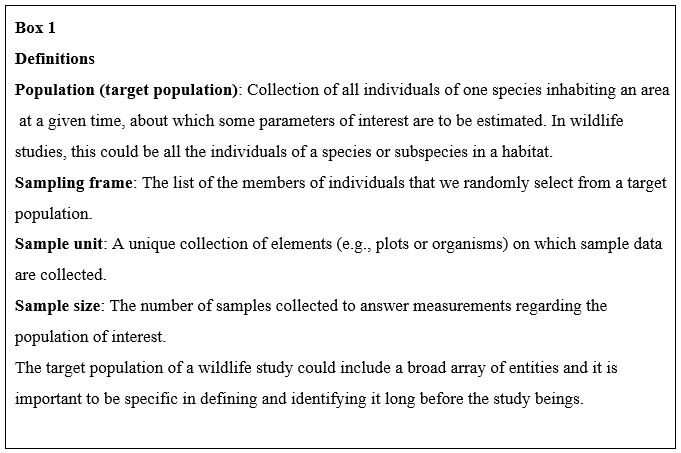 Box 1
Definitions
Population (target population): Collection of all individuals of one species inhabiting an area
at a given time, about which some parameters of interest are to be estimated. In wildlife
studies, this could be all the individuals of a species or subspecies in a habitat.
Sampling frame: The list of the members of individuals that we randomly select from a target
population.
Sample unit: A unique collection of elements (e.g., plots or organisms) on which sample data
are collected.
Sample size: The number of samples collected to answer measurements regarding the
population of interest.
The target population of a wildlife study could include a broad array of entities and it is
important to be specific in defining and identifying it long before the study beings.